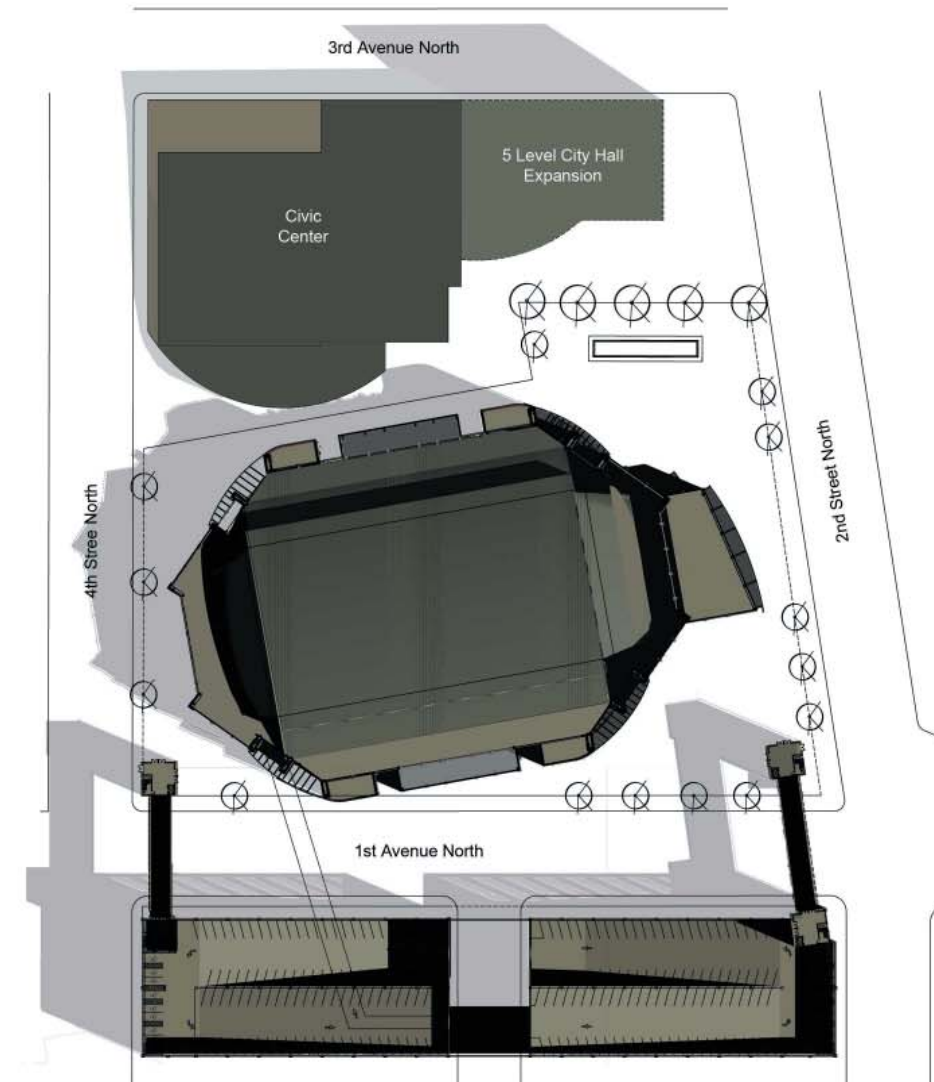 3rd Avenue North
5 Level City Hall
Expansion
Civic
Center
2nd Street North
4th Stree North
1st Avenue North